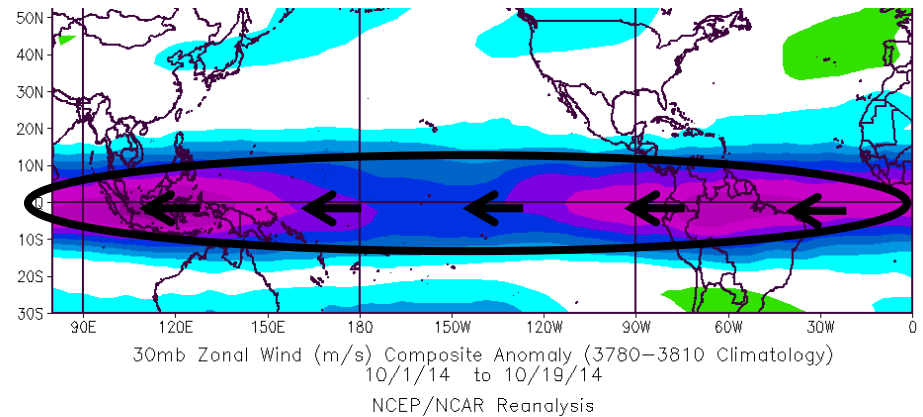 50N
40N
30N
20N
10N
EQ
10S
20S
30S
90E 120E 150E 180 150W 120W 90W 60W 30W 0
30mb Zonal Wind (m/s) Composite Anomaly (3780–3810 Climatology)
10/1/14 to 10/19/14
NCEP/NCAR Reanalysis